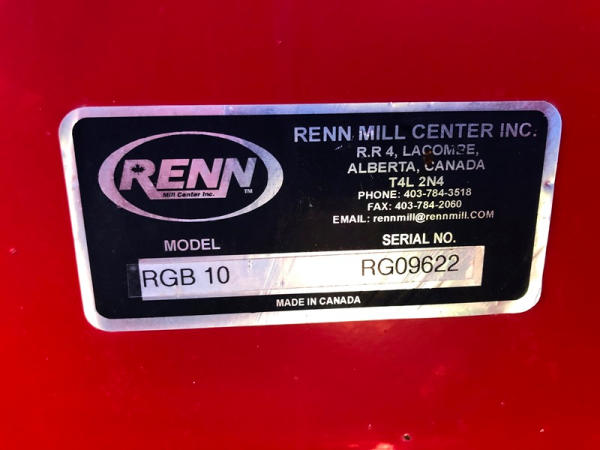 RENN
TM
Mill Center Inc.
RENN MILL CENTER INC.
R.R 4, LACOMBE,
ALBERTA, CANADA
T4L 2N4
PHONE: 403-784-3518
FAX: 403-784-2060
EMAIL: rennmill@rennmill.COM
MODEL
SERIAL NO.
RGB 10
RG09622
MADE IN CANADA